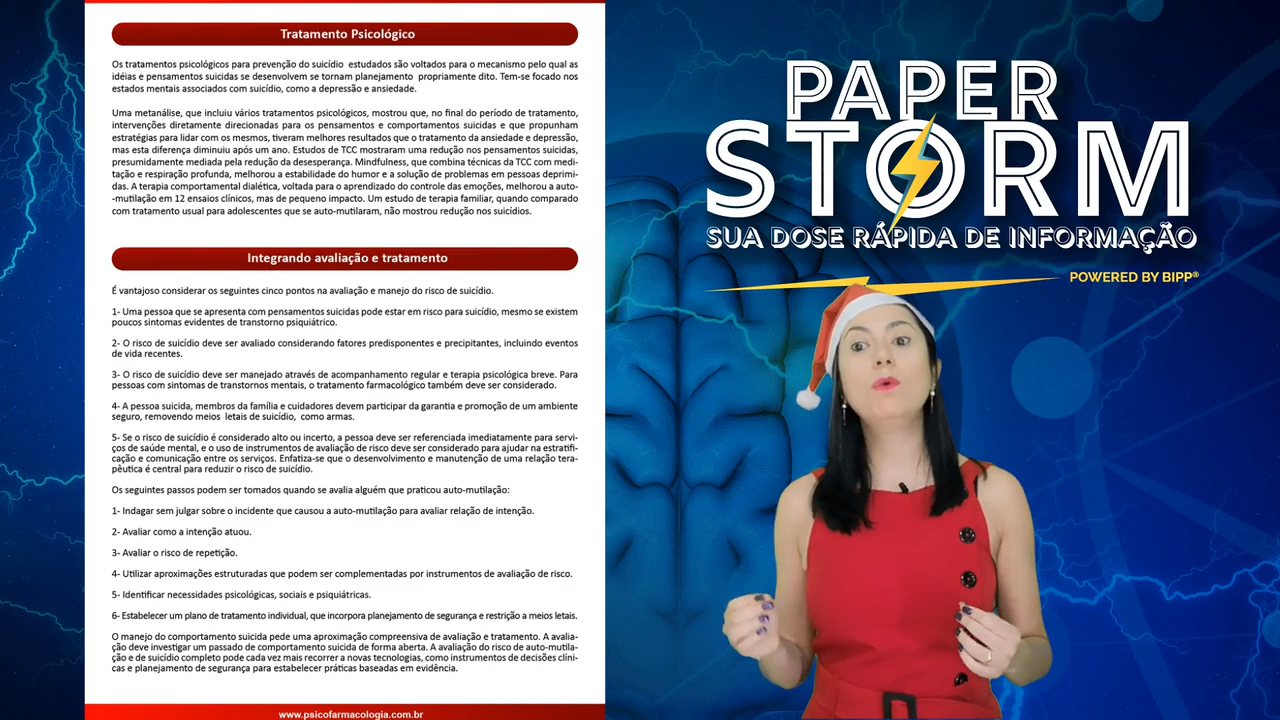 Tratamento Psicológico
Os tratamentos psicológicos para prevenção do suicídio estudados são voltados para o mecanismo pelo qual as
idéias e pensamentos suicidas se desenvolvem se tornam planejamento propriamente dito. Tem-se focado nos
estados mentais associados com suicídio, como a depressão e ansiedade.
Uma metanálise, que incluiu vários tratamentos psicológicos, mostrou que, no final do período de tratamento,
intervenções diretamente direcionadas para os pensamentos e comportamentos suicidas e que propunham
estratégias para lidar com os mesmos, tiveram melhores resultados que o tratamento da ansiedade e depressão,
mas esta diferença diminuiu após um ano. Estudos de TCC mostraram uma redução nos pensamentos suicidas,
presumidamente mediada pela redução da desesperança. Mindfulness, que combina técnicas da TCC com medi-
tação e respiração profunda, melhorou a estabilidade do humor e a solução de problemas em pessoas deprimi-
das. A terapia comportamental dialética, voltada para o aprendizado do controle das emoções, melhorou a auto-
-mutilação em 12 ensaios clínicos, mas de pequeno impacto. Um estudo de terapia familiar, quando comparado
com tratamento usual para adolescentes que se auto-mutilaram, não mostrou redução nos suicídios.
Integrando avaliação e tratamento
É vantajoso considerar os seguintes cinco pontos na avaliação e manejo do risco de suicídio.
1- Uma pessoa que se apresenta com pensamentos suicidas pode estar em risco para suicídio, mesmo se existem
poucos sintomas evidentes de transtorno psiquiátrico.
2- O risco de suicídio deve ser avaliado considerando fatores predisponentes e precipitantes, incluindo eventos
de vida recentes.
3- O risco de suicídio deve ser manejado através de acompanhamento regular e terapia psicológica breve. Para
pessoas com sintomas de transtornos mentais, o tratamento farmacológico também deve ser considerado.
4- A pessoa suicida, membros da família e cuidadores devem participar da garantia e promoção de um ambiente
seguro, removendo meios letais de suicídio, como armas.
5- Se o risco de suicídio é considerado alto ou incerto, a pessoa deve ser referenciada imediatamente para servi-
ços de saúde mental, e o uso de instrumentos de avaliação de risco deve ser considerado para ajudar na estratifi-
cação e comunicação entre os serviços. Enfatiza-se que o desenvolvimento e manutenção de uma relação tera-
pêutica é central para reduzir o risco de suicídio.
Os seguintes passos podem ser tomados quando se avalia alguém que praticou auto-mutilação:
1- Indagar sem julgar sobre o incidente que causou a auto-mutilação para avaliar relação de intenção.
2- Avaliar como a intenção atuou.
3- Avaliar o risco de repetição.
4- Utilizar aproximações estruturadas que podem ser complementadas por instrumentos de avaliação de risco.
5- Identificar necessidades psicológicas, sociais e psiquiátricas.
6- Estabelecer um plano de tratamento individual, que incorpora planejamento de segurança e restrição a meios letais.
O manejo do comportamento suicida pede uma aproximação compreensiva de avaliação e tratamento. A avalia-
ção deve investigar um passado de comportamento suicida de forma aberta. A avaliação do risco de auto-mutila-
ção e de suicídio completo pode cada vez mais recorrer a novas tecnologias, como instrumentos de decisões clíni-
cas e planejamento de segurança para estabelecer práticas baseadas em evidência.
www.psicofarmacologia.com.br
PAPER
STORM
SUA DOSE RÁPIDA DE INFORMAÇÃO
POWERED BY BIPP®